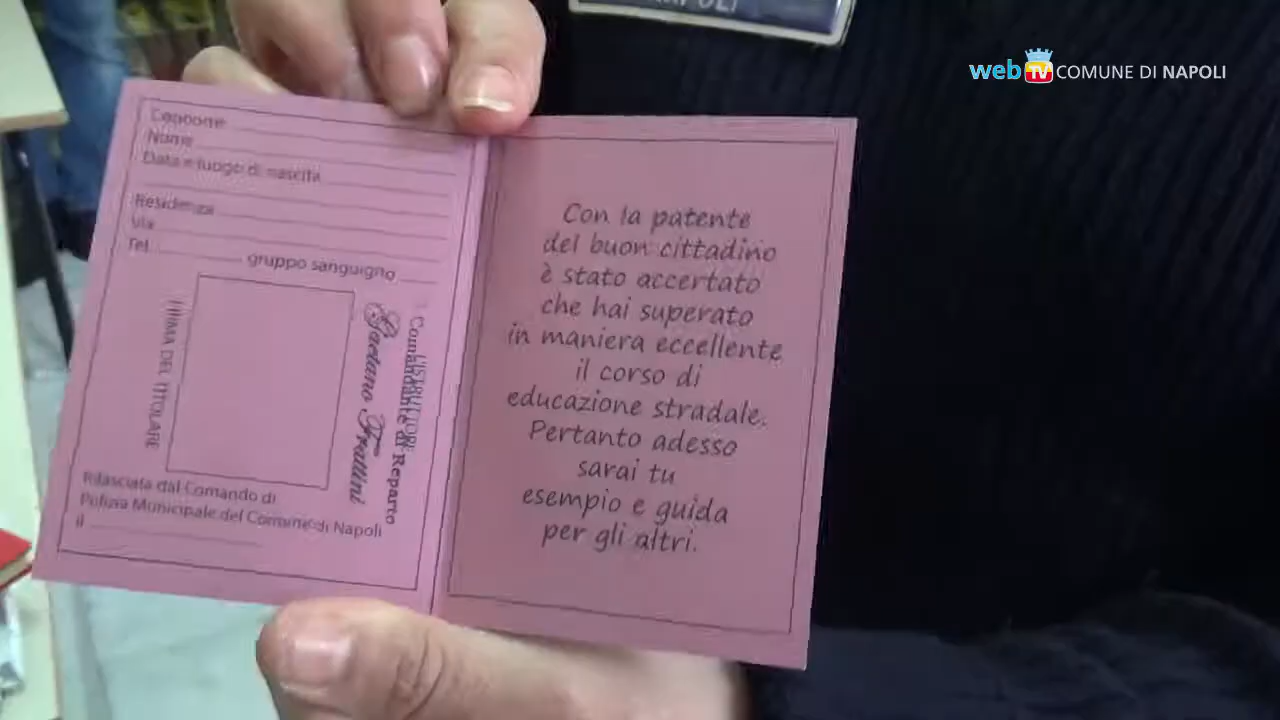 NAPOLI
web TV COMUNE DI NAPOLI
Cognome
Nome
Data e luogo di nascita
Residenza
Via
Tel. gruppo sanguigno
FIRMA DEL TITOLARE
L'ISTRUTTORE
Comandante di Reparto
Gaetano Frattini
Rilasciata dal Comando di
Polizia Municipale del Comune di Napoli
il
Con la patente
del buon cittadino
è stato accertato
che hai superato
in maniera eccellente
il corso di
educazione stradale.
Pertanto adesso
sarai tu
esempio e guida
per gli altri.